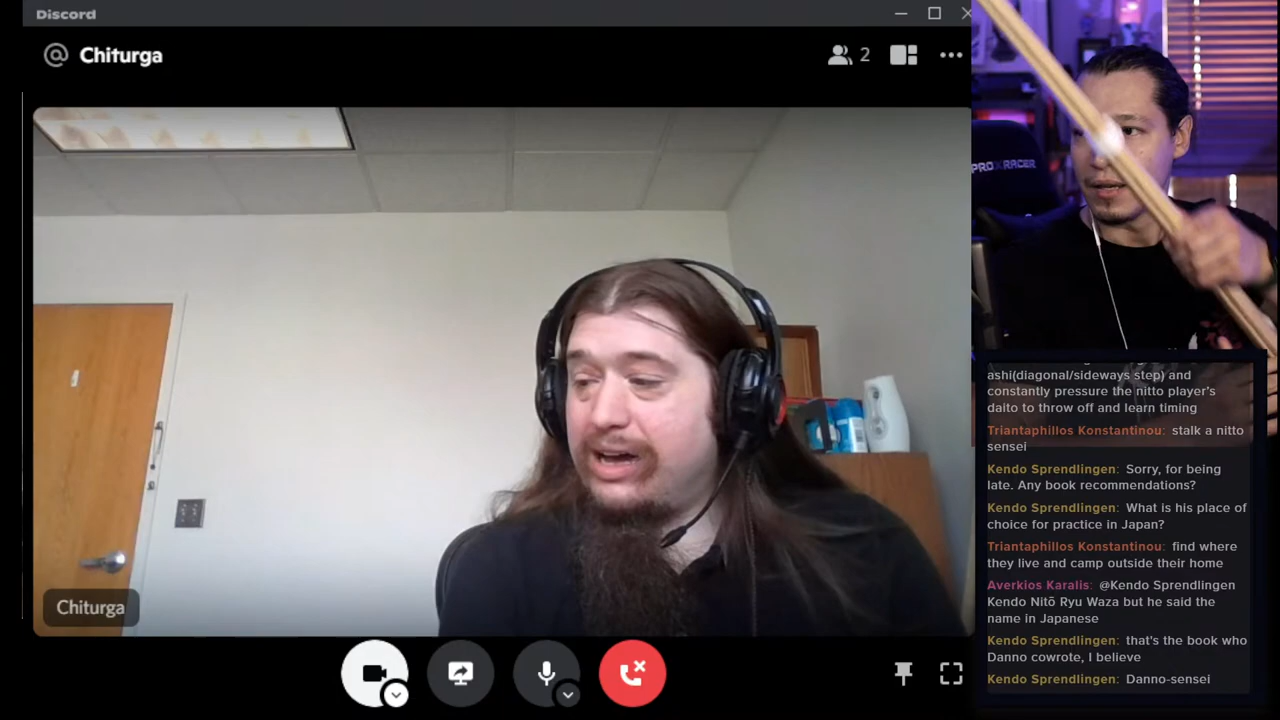 Discord
@ Chiturga
2
PRO RACER
ashi(diagonal/sideways step) and
constantly pressure the nitto player's
daito to throw off and learn timing
Triantaphillos Konstantinou: stalk a nitto
sensei
Kendo Sprendlingen: Sorry, for being
late. Any book recommendations?
Kendo Sprendlingen: What is his place of
choice for practice in Japan?
Triantaphillos Konstantinou: find where
they live and camp outside their home
Averkios Karalis: @Kendo Sprendlingen
Kendo Nitō Ryu Waza but he said the
name in Japanese
Kendo Sprendlingen: that's the book who
Danno cowrote, I believe
Kendo Sprendlingen: Danno-sensei
Chiturga